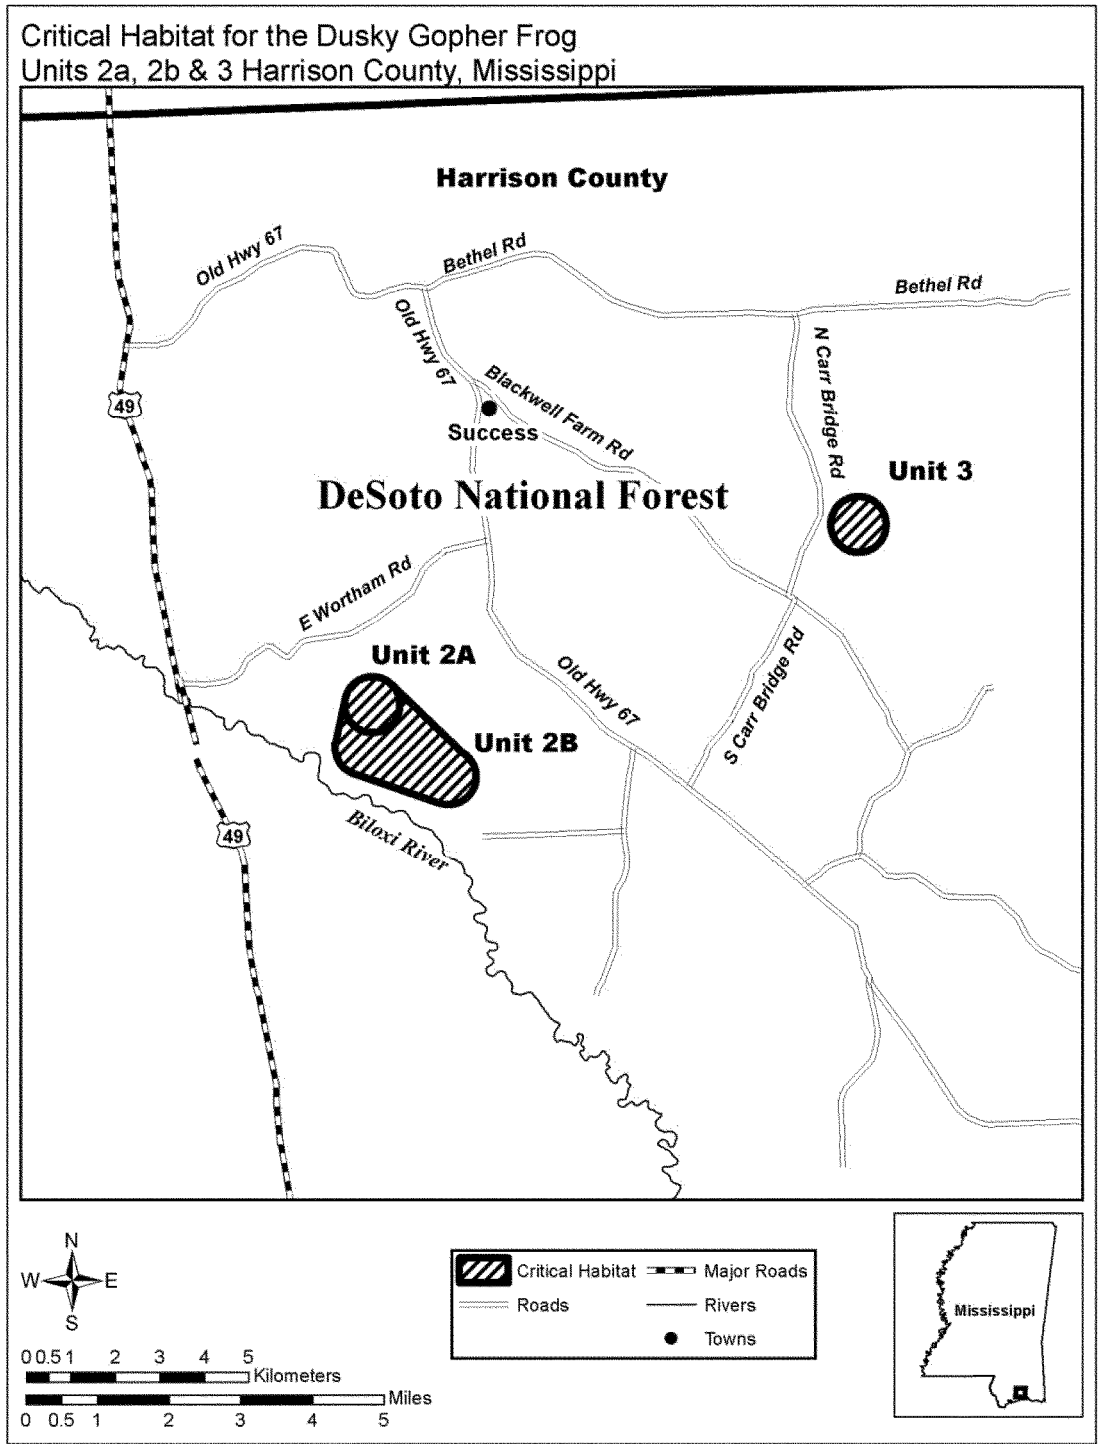 Critical Habitat for the Dusky Gopher Frog
Units 2a, 2b & 3 Harrison County, Mississippi
Harrison County
Old Hwy 67
Bethel Rd
Bethel Rd
Old Hwy 67
N Carr Bridge Rd
Blackwell Farm Rd
49
Success
Unit 3
DeSoto National Forest
E Wortham Rd
Unit 2A
Old Hwy 67
S Carr Bridge Rd
Unit 2B
Biloxi River
49
N
W E
S
Critical Habitat
Major Roads
Roads
Rivers
Towns
Mississippi
0 0.5 1 2 3 4 5
Kilometers
Miles
0 0.5 1 2 3 4 5